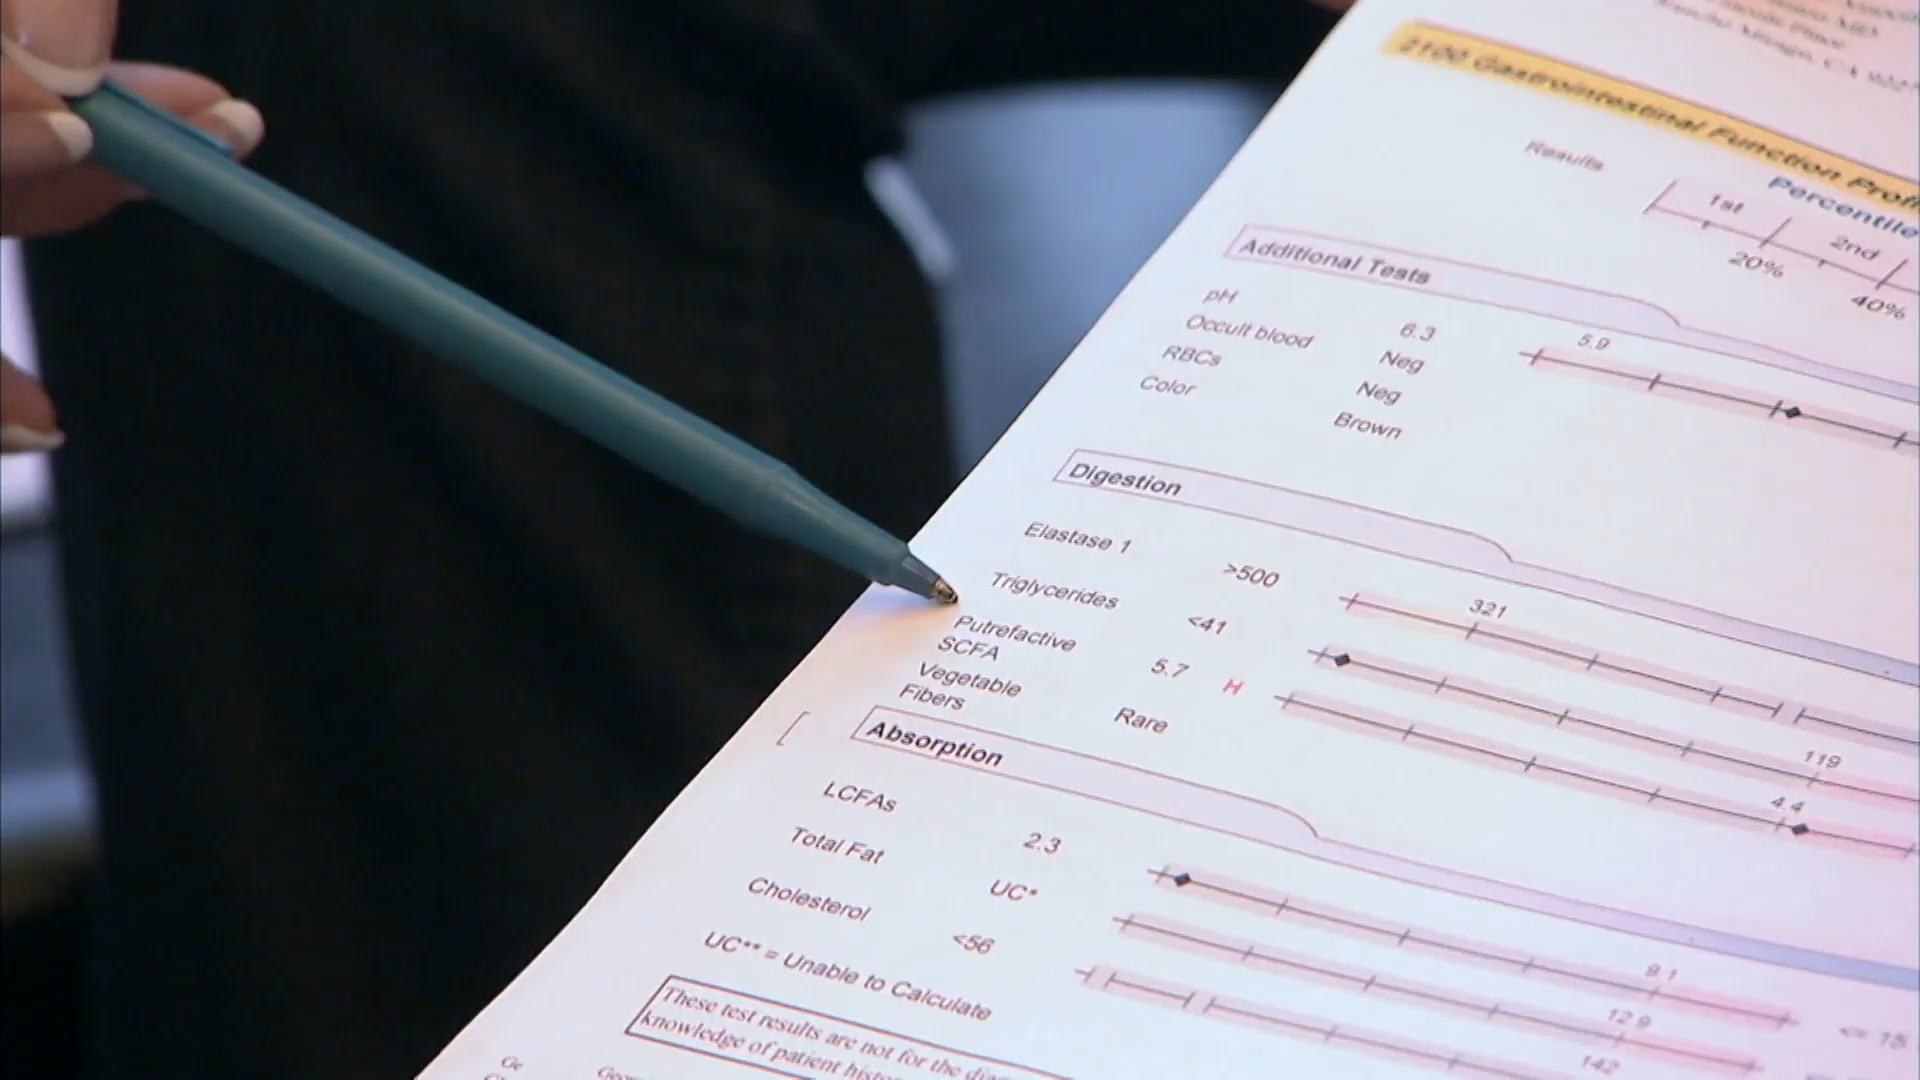 2100 Gastrointestinal Function Profi
Results
Percentile
1st
2nd
20%
40%
Additional Tests
pH 6.3 5.9
Occult blood Neg
RBCs Neg
Color Brown
Digestion
Elastase 1 >500 321
Triglycerides <41 119
Putrefactive
SCFA 5.7 H 4.4
Vegetable
Fibers Rare
Absorption
LCFAs 2.3 9.1
Total Fat UC* 12.9
Cholesterol <56 142
UC** = Unable to Calculate
<= 15
These test results are not for the dia
knowledge of patient histo